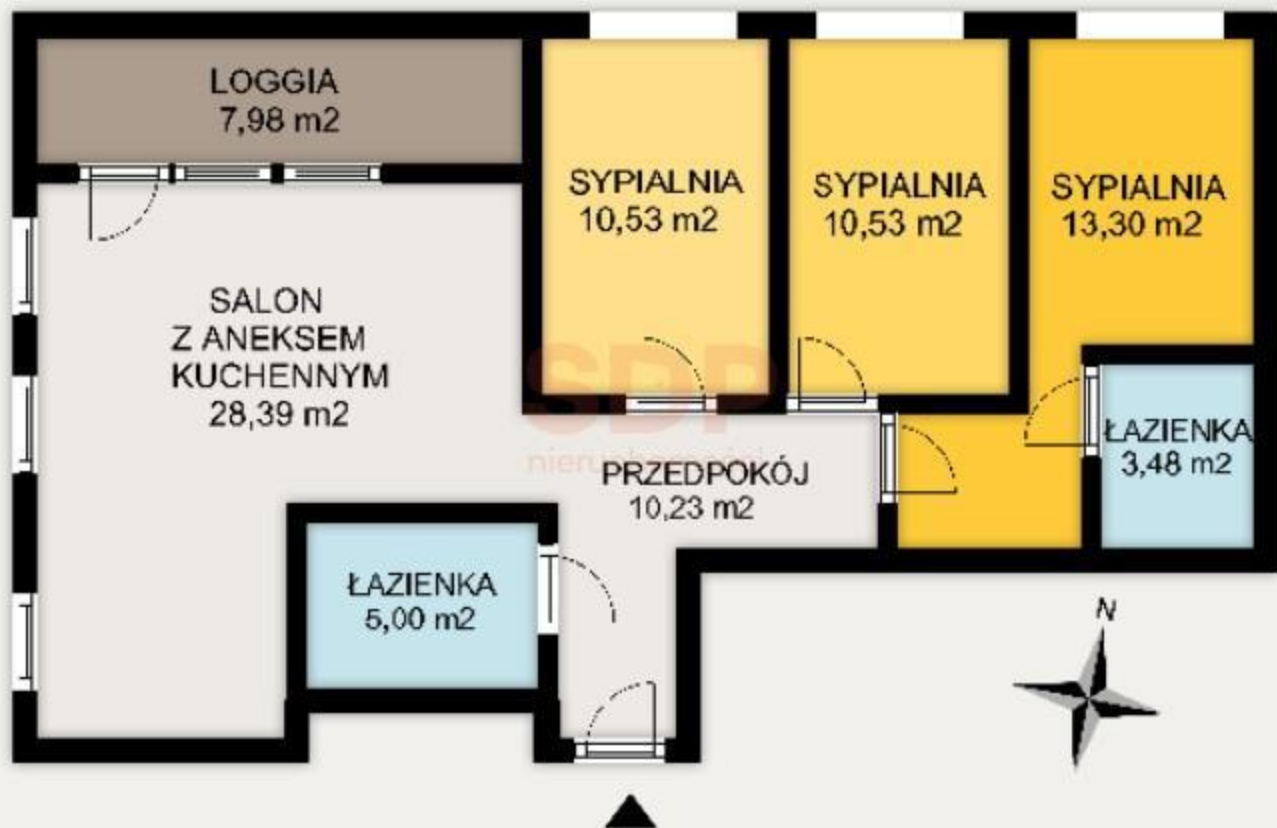 LOGGIA
7,98 m2
SYPIALNIA
10,53 m2
SYPIALNIA
10,53 m2
SYPIALNIA
13,30 m2
SALON
Z ANEKSEM
KUCHENNYM
28,39 m2
SDP
PRZEDPOKÓJ
10,23 m2
ŁAZIENKA
3,48 m2
ŁAZIENKA
5,00 m2
N